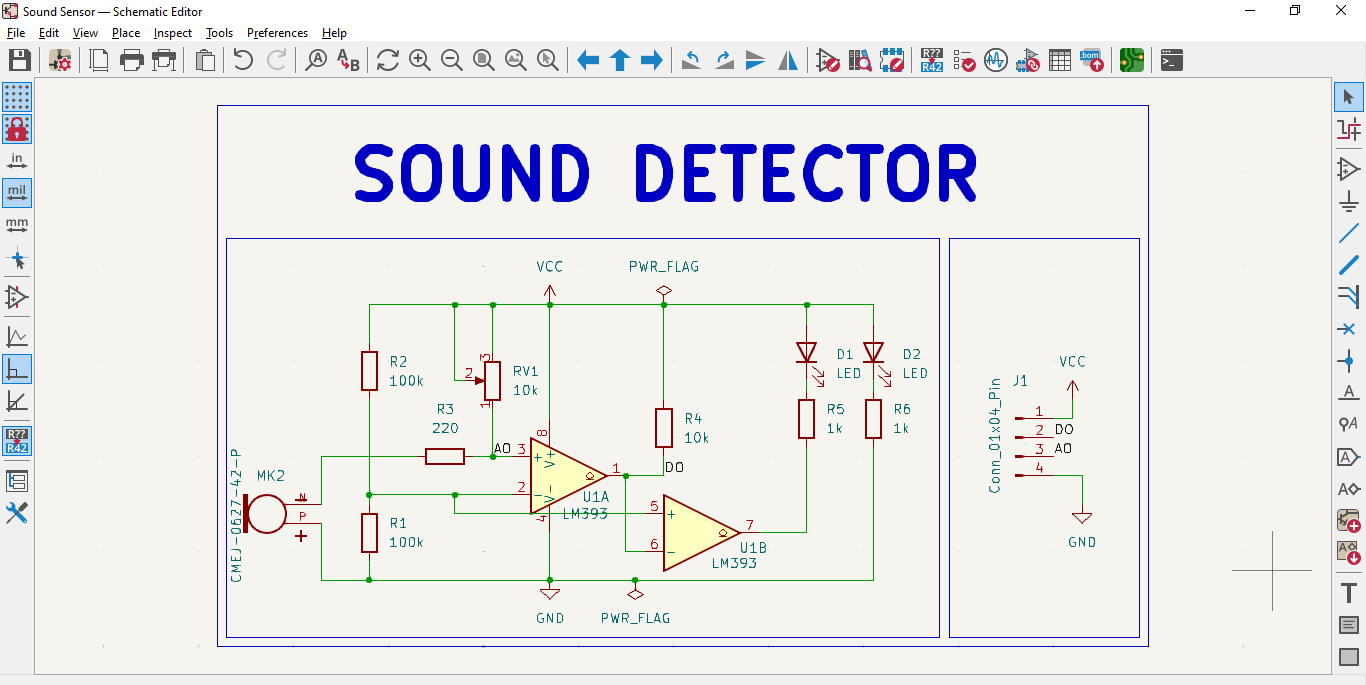 Sound Sensor — Schematic Editor
File Edit View Place Inspect Tools Preferences Help
A
A B
R??
R42
bom
in
mil
mm
R??
R42
SOUND DETECTOR
VCC
PWR_FLAG
R2
100k
3
2
1
RV1
10k
R3
220
D1
LED
D2
LED
R4
10k
R5
1k
R6
1k
AO
8
3
+
V+
2
−
V−
4
1
U1A
LM393
DO
MK2
CMEJ-0627-42-P
N
P
+
R1
100k
5
+
6
−
7
U1B
LM393
GND
PWR_FLAG
J1
Conn_01x04_Pin
VCC
1
2
DO
3
AO
4
GND
A
A
A
A
A
T